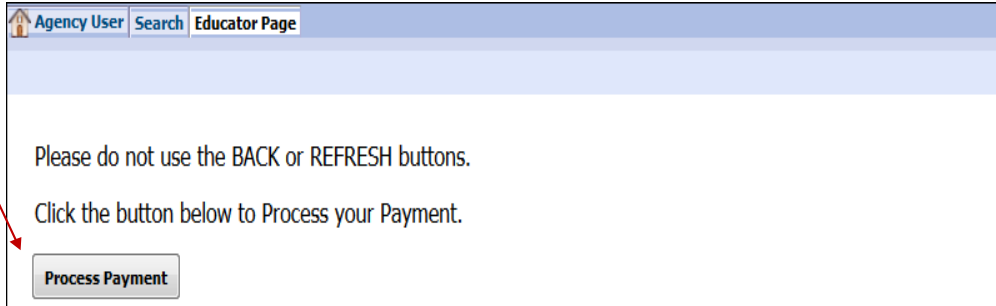 Agency User Search Educator Page
Please do not use the BACK or REFRESH buttons.
Click the button below to Process your Payment.
Process Payment